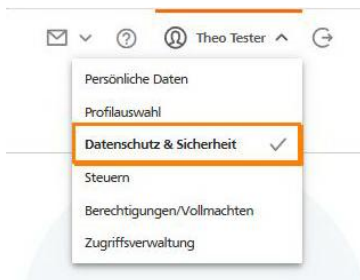 Theo Tester
Persönliche Daten
Profilauswahl
Datenschutz & Sicherheit
Steuern
Berechtigungen/Vollmachten
Zugriffsverwaltung